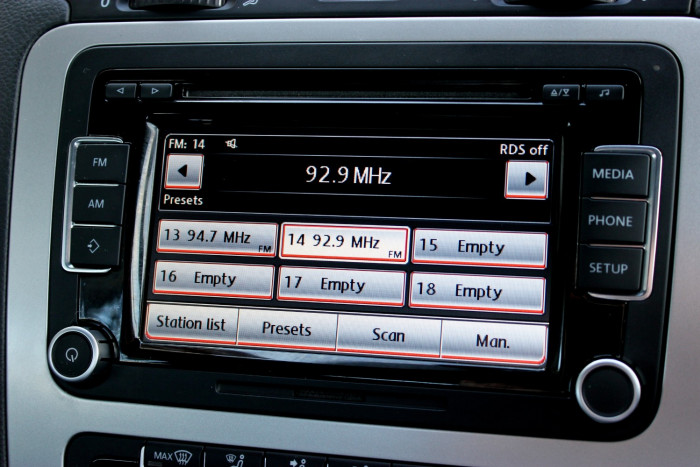 FM: 14
RDS off
92.9 MHz
Presets
13 94.7 MHz FM
14 92.9 MHz FM
15 Empty
16 Empty
17 Empty
18 Empty
Station list
Presets
Scan
Man.
FM
AM
MEDIA
PHONE
SETUP
MAX
0